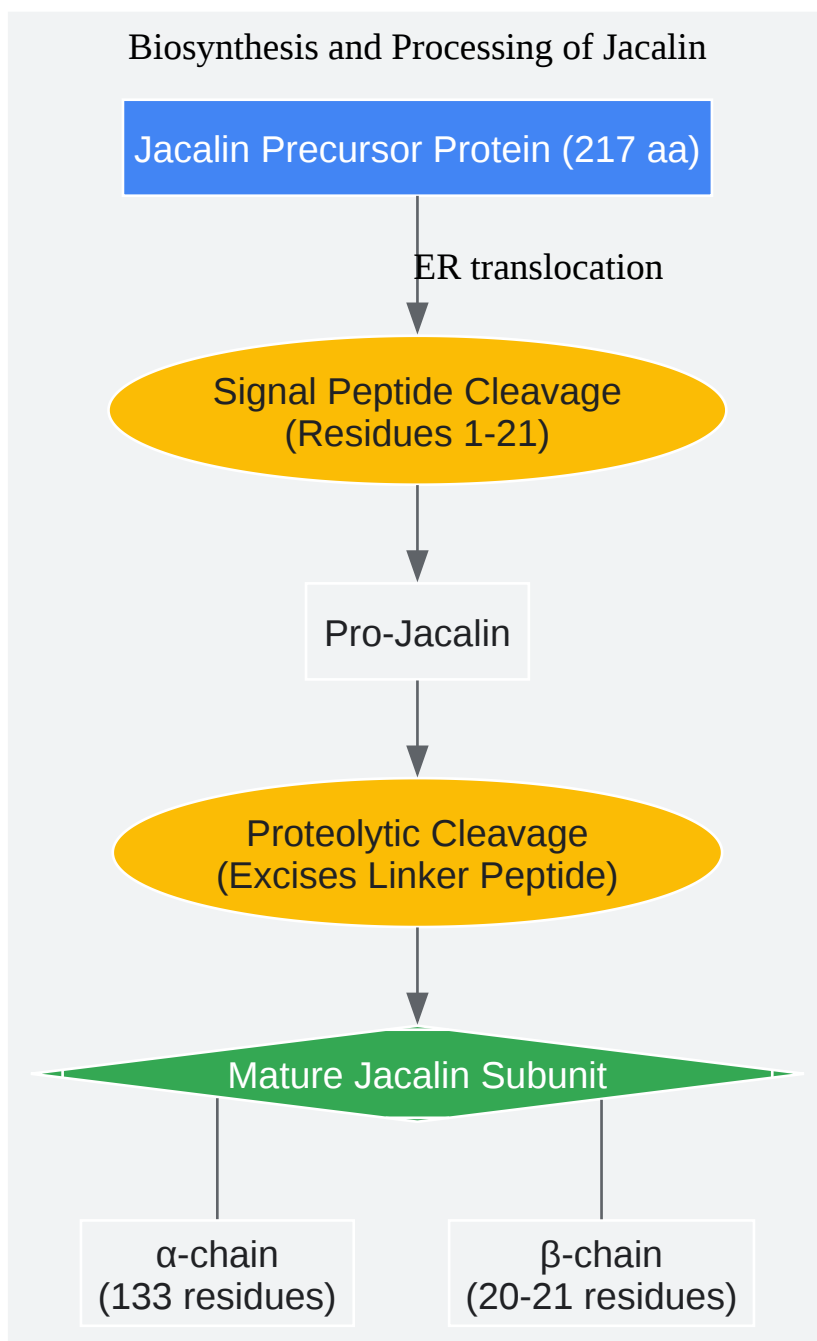 Biosynthesis and Processing of Jacalin
Jacalin Precursor Protein (217 aa)
ER translocation
Signal Peptide Cleavage
(Residues 1-21)
Pro-Jacalin
Proteolytic Cleavage
(Excises Linker Peptide)
Mature Jacalin Subunit
α-chain
(133 residues)
β-chain
(20-21 residues)